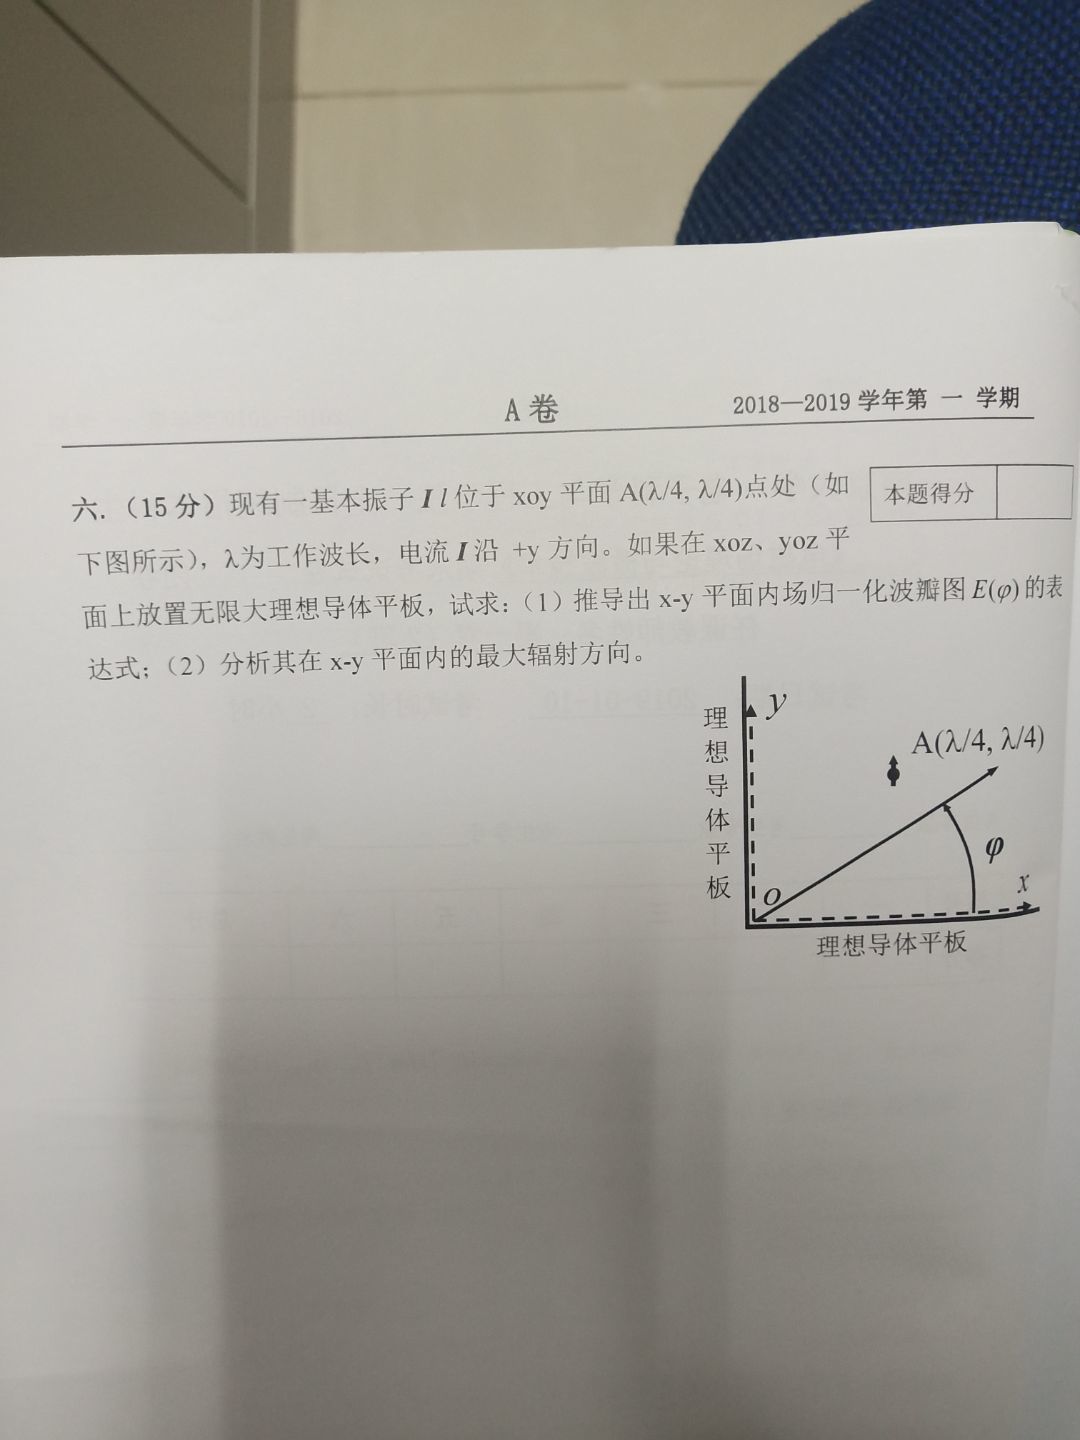 A卷
2018—2019 学年第 一 学期
六.（15 分）现有一基本振子 I l 位于 xoy 平面 A(λ/4, λ/4)点处（如
本题得分
下图所示），λ为工作波长，电流 I 沿 +y 方向。如果在 xoz、yoz 平
面上放置无限大理想导体平板，试求：（1）推导出 x-y 平面内场归一化波瓣图 E(φ) 的表
达式；（2）分析其在 x-y 平面内的最大辐射方向。
理想导体平板
y
A(λ/4, λ/4)
φ
x
O
理想导体平板